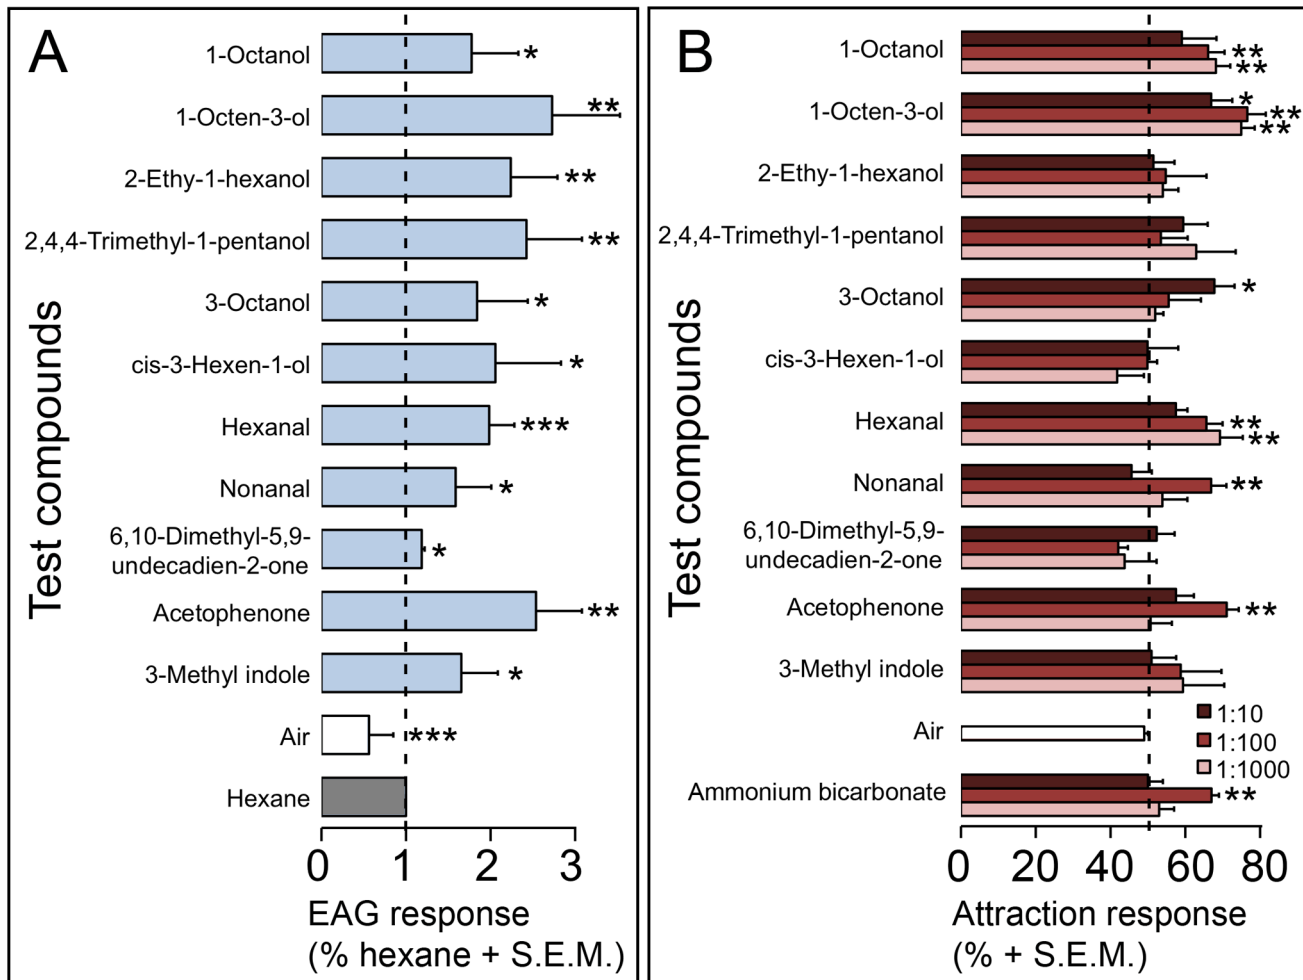 A
1-Octanol
*
1-Octen-3-ol
**
2-Ethy-1-hexanol
**
2,4,4-Trimethyl-1-pentanol
**
3-Octanol
*
cis-3-Hexen-1-ol
*
Hexanal
***
Nonanal
*
6,10-Dimethyl-5,9-
undecadien-2-one
*
Acetophenone
**
3-Methyl indole
*
Air
***
Hexane
Test compounds
0 1 2 3
EAG response
(% hexane + S.E.M.)
B
1-Octanol
**
**
1-Octen-3-ol
*
**
**
2-Ethy-1-hexanol
2,4,4-Trimethyl-1-pentanol
3-Octanol
*
cis-3-Hexen-1-ol
Hexanal
**
**
Nonanal
**
6,10-Dimethyl-5,9-
undecadien-2-one
Acetophenone
**
3-Methyl indole
Air
Ammonium bicarbonate
**
1:10
1:100
1:1000
Test compounds
0 20 40 60 80
Attraction response
(% + S.E.M.)